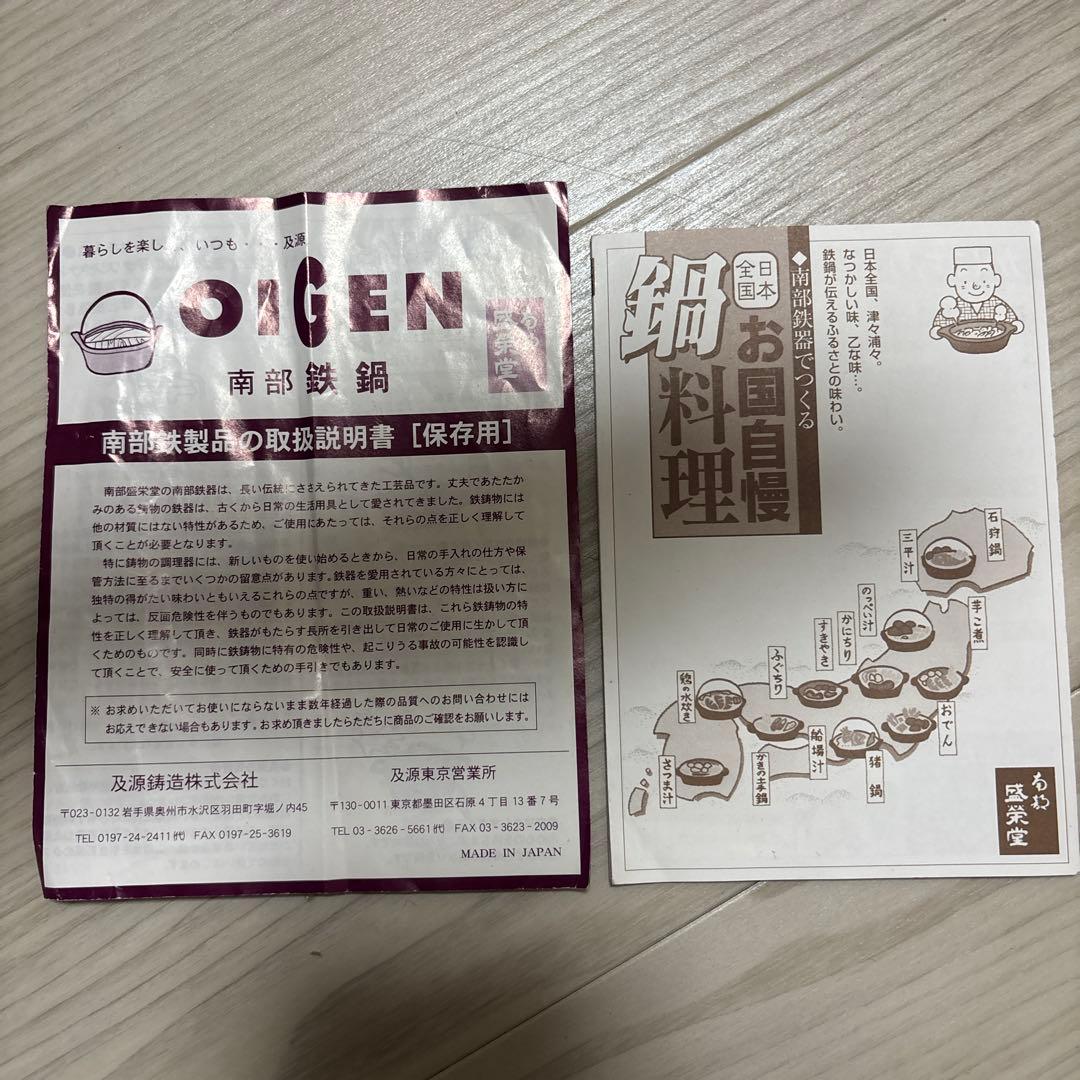 暮らしを楽し、、いつも・・・及源
OIGEN
南部鉄鍋
南部
盛栄堂
南部鉄製品の取扱説明書［保存用］
南部盛栄堂の南部鉄器は、長い伝統にささえられてきた工芸品です。丈夫であたたか
みのある鋳物の鉄器は、古くから日常の生活用具として愛されてきました。鉄鋳物には
他の材質にはない特性があるため、ご使用にあたっては、それらの点を正しく理解して
頂くことが必要となります。
特に鋳物の調理器には、新しいものを使い始めるときから、日常の手入れの仕方や保
管方法に至るまでいくつかの留意点があります。鉄器を愛用されている方々にとっては、
独特の得がたい味わいともいえるこれらの点ですが、重い、熱いなどの特性は扱い方に
よっては、反面危険性を伴うものでもあります。この取扱説明書は、これら鉄鋳物の特
性を正しく理解して頂き、鉄器がもたらす長所を引き出して日常のご使用に生かして頂
くためのものです。同時に鉄鋳物に特有の危険性や、起こりうる事故の可能性を認識し
て頂くことで、安全に使って頂くための手引きでもあります。
※ お求めいただいてお使いにならないまま数年経過した際の品質へのお問い合わせには
お応えできない場合もあります。お求め頂きましたらただちに商品のご確認をお願いします。
及源鋳造株式会社
〒023-0132 岩手県奥州市水沢区羽田町字堀ノ内45
TEL 0197-24-2411㈹ FAX 0197-25-3619
及源東京営業所
〒130-0011 東京都墨田区石原4丁目13番7号
TEL 03-3626-5661㈹ FAX 03-3623-2009
MADE IN JAPAN
日本全国、津々浦々。
なつかしい味、乙な味…。
鉄鍋が伝えるふるさとの味わい。
◆南部鉄器でつくる
日本
全国
お国自慢
鍋料理
石狩鍋
三平汁
芋こ煮
のっぺい汁
かにちり
すきやき
ふぐちり
鶏の水炊き
おでん
猪鍋
船場汁
かきの土手鍋
さつま汁
南部
盛栄堂